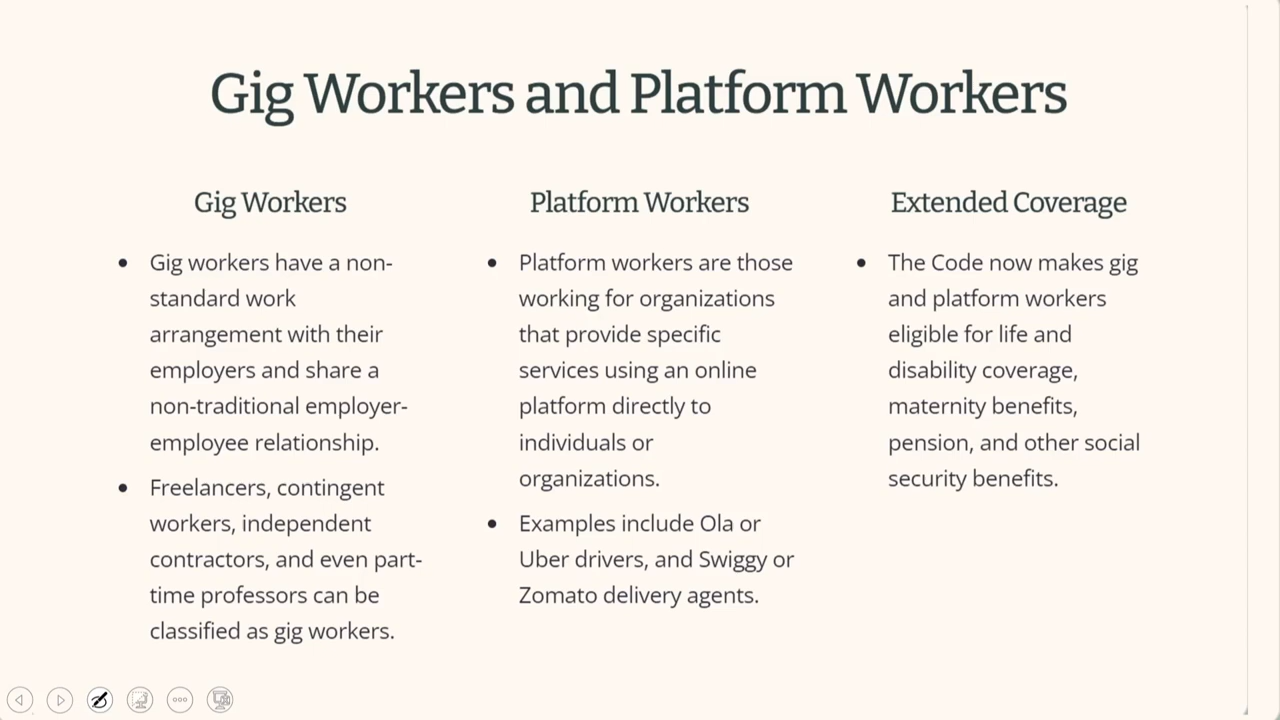 Gig Workers and Platform Workers
Gig Workers
Gig workers have a non-
standard work
arrangement with their
employers and share a
non-traditional employer-
employee relationship.
Freelancers, contingent
workers, independent
contractors, and even part-
time professors can be
classified as gig workers.
Platform Workers
Platform workers are those
working for organizations
that provide specific
services using an online
platform directly to
individuals or
organizations.
Examples include Ola or
Uber drivers, and Swiggy or
Zomato delivery agents.
Extended Coverage
The Code now makes gig
and platform workers
eligible for life and
disability coverage,
maternity benefits,
pension, and other social
security benefits.